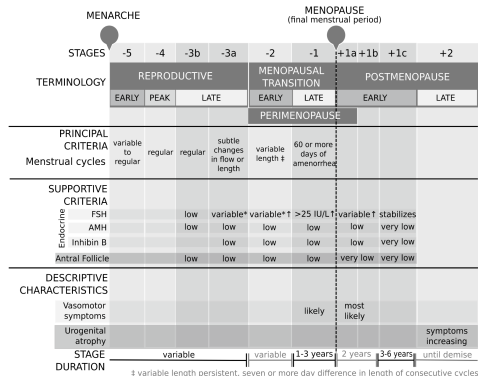 MENARCHE
MENOPAUSE
(final menstrual period)
STAGES -5 -4 -3b -3a -2 -1 +1a +1b +1c +2
TERMINOLOGY
REPRODUCTIVE
MENOPAUSAL
TRANSITION
POSTMENOPAUSE
EARLY PEAK LATE EARLY LATE EARLY LATE
PERIMENOPAUSE
PRINCIPAL
CRITERIA
Menstrual cycles
variable
to
regular
regular
regular
subtle
changes
in flow or
length
variable
length ‡
60 or more
days of
amenorrhea
SUPPORTIVE
CRITERIA
Endocrine
FSH low variable* variable*↑ >25 IU/L↑ variable↑ stabilizes
AMH low low low low low very low
Inhibin B low low low low low very low
Antral Follicle low low low low very low very low
DESCRIPTIVE
CHARACTERISTICS
Vasomotor
symptoms
likely
most
likely
Urogenital
atrophy
symptoms
increasing
STAGE
DURATION
variable variable 1-3 years 2 years 3-6 years until demise
‡ variable length persistent, seven or more day difference in length of consecutive cycles